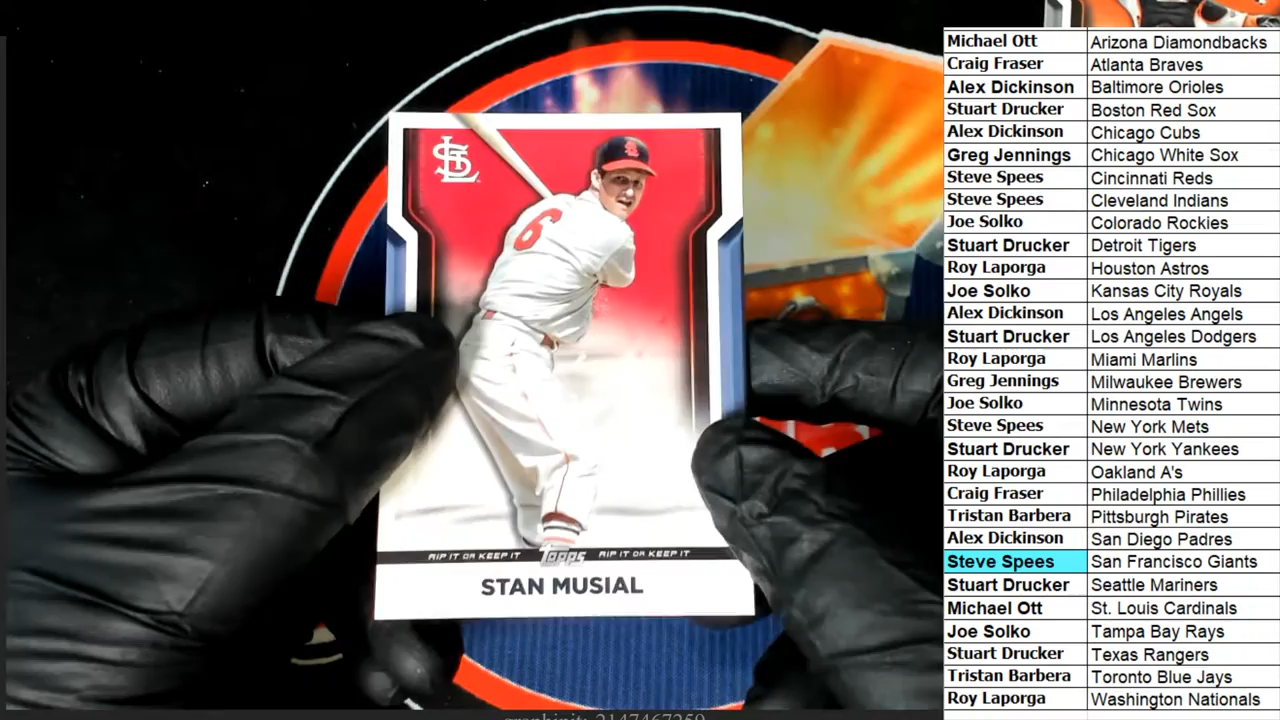 STL
6
RIP IT OR KEEP IT Topps RIP IT OR KEEP IT
STAN MUSIAL
Michael Ott Arizona Diamondbacks
Craig Fraser Atlanta Braves
Alex Dickinson Baltimore Orioles
Stuart Drucker Boston Red Sox
Alex Dickinson Chicago Cubs
Greg Jennings Chicago White Sox
Steve Spees Cincinnati Reds
Steve Spees Cleveland Indians
Joe Solko Colorado Rockies
Stuart Drucker Detroit Tigers
Roy Laporga Houston Astros
Joe Solko Kansas City Royals
Alex Dickinson Los Angeles Angels
Stuart Drucker Los Angeles Dodgers
Roy Laporga Miami Marlins
Greg Jennings Milwaukee Brewers
Joe Solko Minnesota Twins
Steve Spees New York Mets
Stuart Drucker New York Yankees
Roy Laporga Oakland A's
Craig Fraser Philadelphia Phillies
Tristan Barbera Pittsburgh Pirates
Alex Dickinson San Diego Padres
Steve Spees San Francisco Giants
Stuart Drucker Seattle Mariners
Michael Ott St. Louis Cardinals
Joe Solko Tampa Bay Rays
Stuart Drucker Texas Rangers
Tristan Barbera Toronto Blue Jays
Roy Laporga Washington Nationals